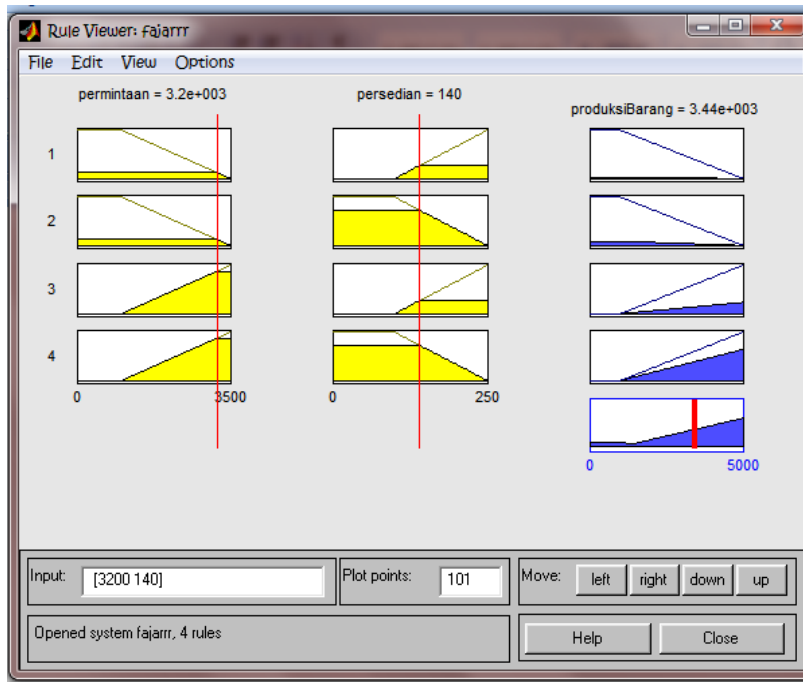 Rule Viewer: fajarrr
File Edit View Options
permintaan = 3.2e+003
persedian = 140
produksiBarang = 3.44e+003
1
2
3
4
0 3500
0 250
0 5000
Input: [3200 140]
Plot points: 101
Move: left right down up
Opened system fajarrr, 4 rules
Help Close